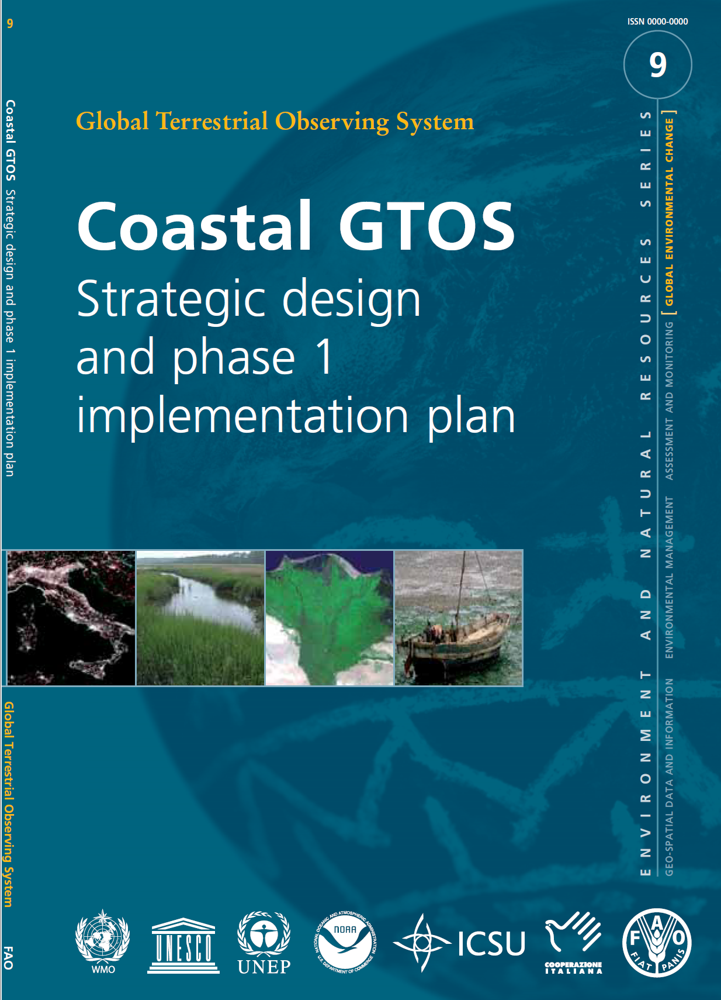 9
Coastal GTOS Strategic design and phase 1 implementation plan
Global Terrestrial Observing System
FAO
ISSN 0000-0000
9
Global Terrestrial Observing System
Coastal GTOS
Strategic design
and phase 1
implementation plan
ENVIRONMENT AND NATURAL RESOURCES SERIES
GEO-SPATIAL DATA AND INFORMATION ENVIRONMENTAL MANAGEMENT ASSESSMENT AND MONITORING [ GLOBAL ENVIRONMENTAL CHANGE ]
WMO
UNESCO
UNEP
NATIONAL OCEANIC AND ATMOSPHERIC ADMINISTRATION
NOAA
U.S. DEPARTMENT OF COMMERCE
ICSU
COOPERAZIONE
ITALIANA
FAO
FIAT PANIS